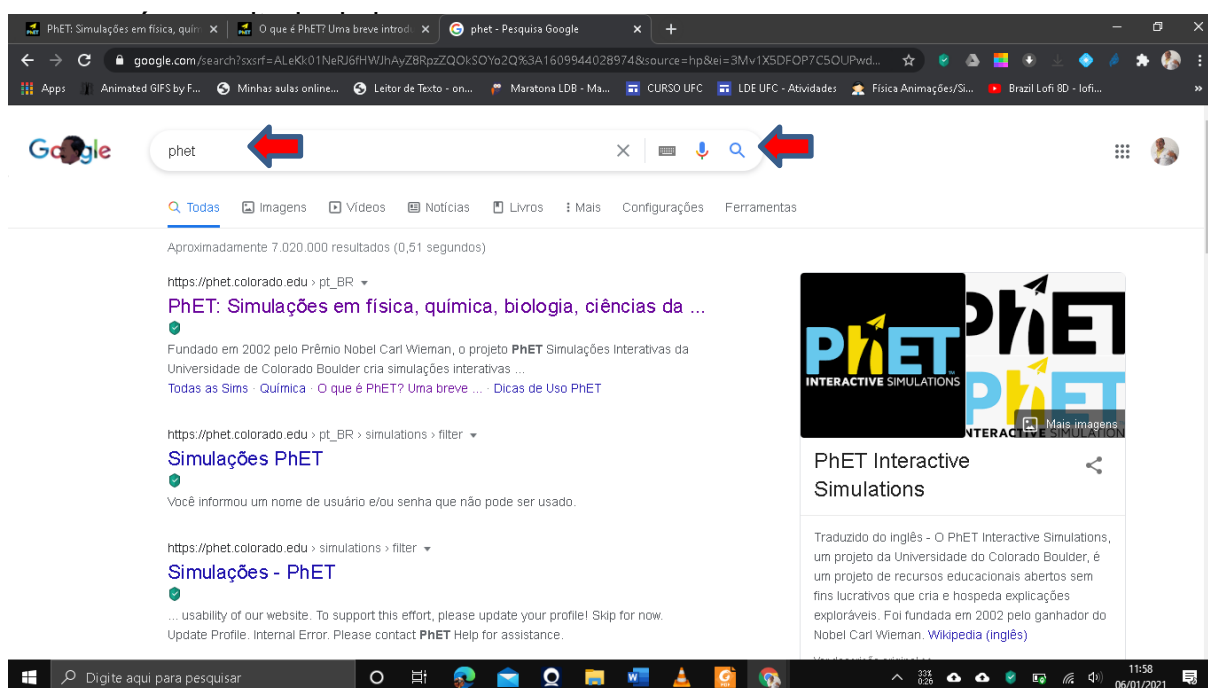 PhET: Simulações em física, quím
O que é PhET? Uma breve introdu
phet - Pesquisa Google
google.com/search?sxsrf=ALeKk01NeRJ6fHWJhAyZ8RpzZQOkSOYo2Q%3A1609944028974&source=hp&ei=3Mv1X5DFOP7C5OUPwd...
Apps
Animated GIFS by F...
Minhas aulas online...
Leitor de Texto - on...
Maratona LDB - Ma...
CURSO UFC
LDE UFC - Atividades
Física Animações/Si...
Brazil Lofi 8D - lofi...
phet
Todas
Imagens
Vídeos
Notícias
Livros
Mais
Configurações
Ferramentas
Aproximadamente 7.020.000 resultados (0,51 segundos)
https://phet.colorado.edu › pt_BR
PhET: Simulações em física, química, biologia, ciências da ...
Fundado em 2002 pelo Prêmio Nobel Carl Wieman, o projeto PhET Simulações Interativas da
Universidade de Colorado Boulder cria simulações interativas ...
Todas as Sims · Química · O que é PhET? Uma breve ... · Dicas de Uso PhET
https://phet.colorado.edu › pt_BR › simulations › filter
Simulações PhET
Você informou um nome de usuário e/ou senha que não pode ser usado.
https://phet.colorado.edu › simulations › filter
Simulações - PhET
... usability of our website. To support this effort, please update your profile! Skip for now.
Update Profile. Internal Error. Please contact PhET Help for assistance.
PhET
INTERACTIVE SIMULATIONS
PhET
PhET
Mais imagens
PhET Interactive
Simulations
Traduzido do inglês - O PhET Interactive Simulations,
um projeto da Universidade do Colorado Boulder, é
um projeto de recursos educacionais abertos sem
fins lucrativos que cria e hospeda explicações
exploráveis. Foi fundada em 2002 pelo ganhador do
Nobel Carl Wieman. Wikipedia (inglês)
Digite aqui para pesquisar
33%
0:26
11:58
06/01/2021